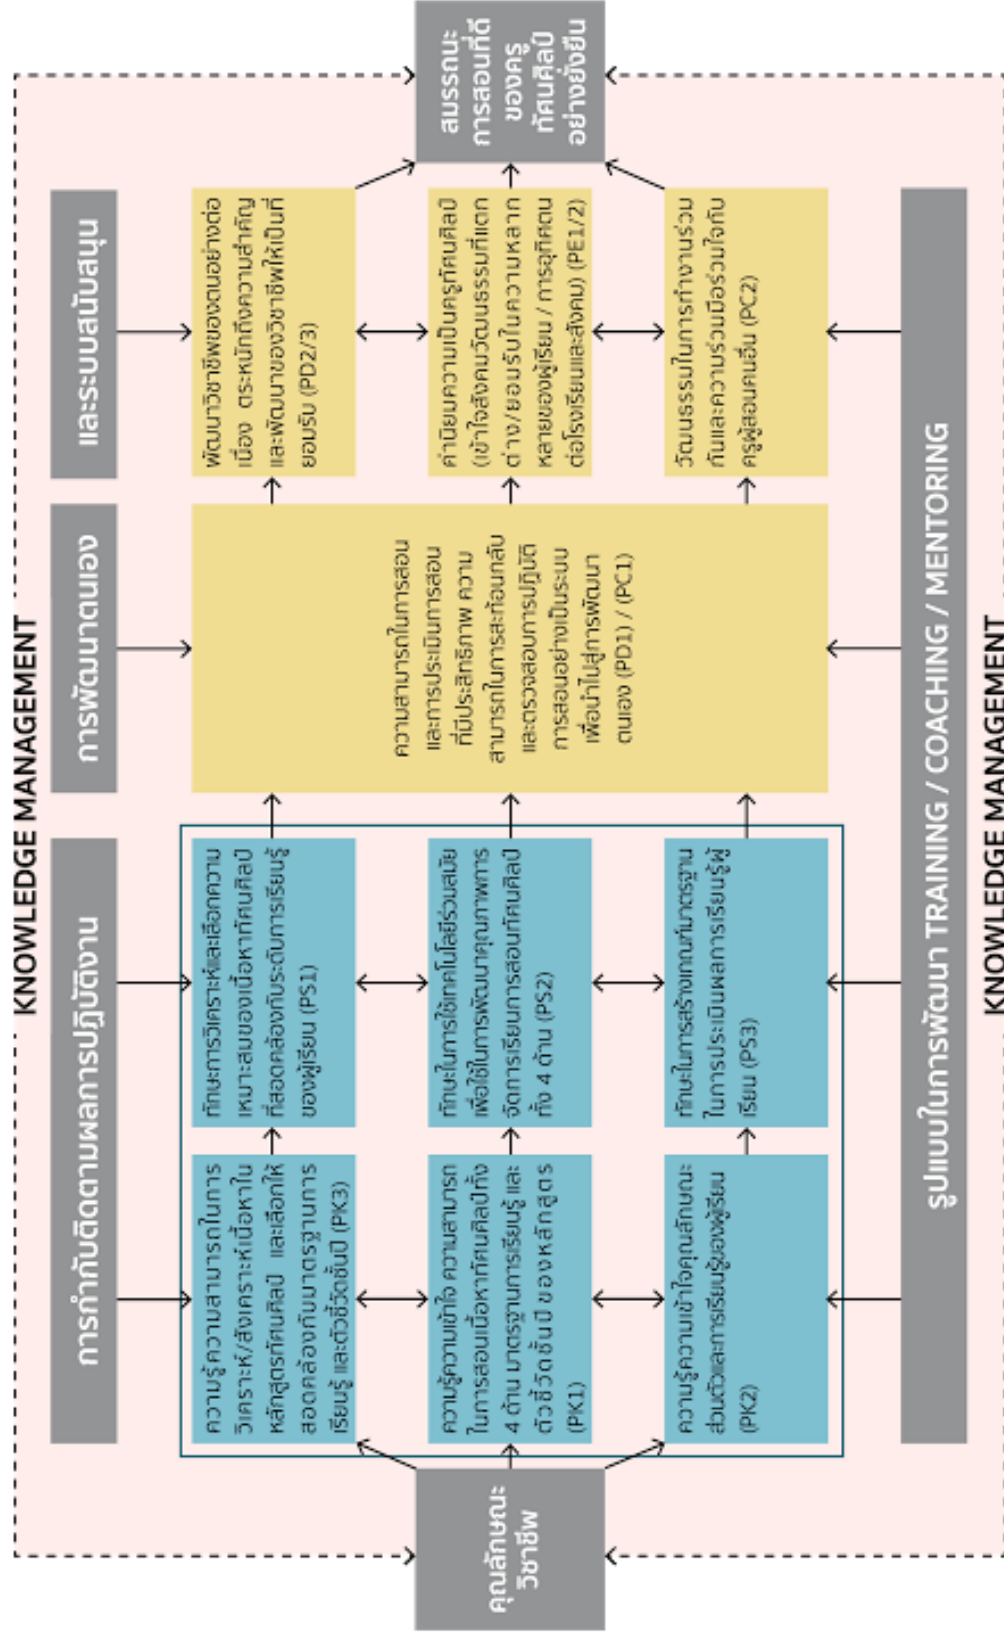 KNOWLEDGE MANAGEMENT
การกำกับติดตามผลการปฏิบัติงาน
การพัฒนาตนเอง
และระบบสนับสนุน
คุณลักษณะ
วิชาชีพ
ความรู้ ความสามารถในการ
วิเคราะห์/สังเคราะห์เนื้อหาใน
หลักสูตรทัศนศิลป์ และเลือกให้
สอดคล้องกับมาตรฐานการ
เรียนรู้ และตัวชี้วัดชั้นปี (PK3)
ความรู้ความเข้าใจ ความสามารถ
ในการสอนเนื้อหาทัศนศิลป์ทั้ง
4 ด้าน มาตรฐานการเรียนรู้ และ
ตัวชี้วัดชั้นปี ของหลักสูตร
(PK1)
ความรู้ความเข้าใจคุณลักษณะ
ส่วนตัวและการเรียนรู้ของผู้เรียน
(PK2)
ทักษะการวิเคราะห์และเลือกความ
เหมาะสมของเนื้อหาทัศนศิลป์
ที่สอดคล้องกับระดับการเรียนรู้
ของผู้เรียน (PS1)
ทักษะในการใช้เทคโนโลยีร่วมสมัย
เพื่อใช้ในการพัฒนาคุณภาพการ
จัดการเรียนการสอนทัศนศิลป์
ทั้ง 4 ด้าน (PS2)
ทักษะในการสร้างเกณฑ์มาตรฐาน
ในการประเมินผลการเรียนรู้ผู้
เรียน (PS3)
ความสามารถในการสอน
และการประเมินการสอน
ที่มีประสิทธิภาพ ความ
สามารถในการสะท้อนกลับ
และตรวจสอบการปฏิบัติ
การสอนอย่างเป็นระบบ
เพื่อนำไปสู่การพัฒนา
ตนเอง (PD1) / (PC1)
พัฒนาวิชาชีพของตนอย่างต่อ
เนื่อง ตระหนักถึงความสำคัญ
และพัฒนาของวิชาชีพให้เป็นที่
ยอมรับ (PD2/3)
ค่านิยมความเป็นครูทัศนศิลป์
(เข้าใจสังคมวัฒนธรรมที่แตก
ต่าง/ยอมรับในความหลาก
หลายของผู้เรียน / การอุทิศตน
ต่อโรงเรียนและสังคม) (PE1/2)
วัฒนธรรมในการทำงานร่วม
กันและความร่วมมือร่วมใจกับ
ครูผู้สอนคนอื่น (PC2)
สมรรถนะ
การสอนที่ดี
ของครู
ทัศนศิลป์
อย่างยั่งยืน
รูปแบบในการพัฒนา TRAINING / COACHING / MENTORING
KNOWLEDGE MANAGEMENT